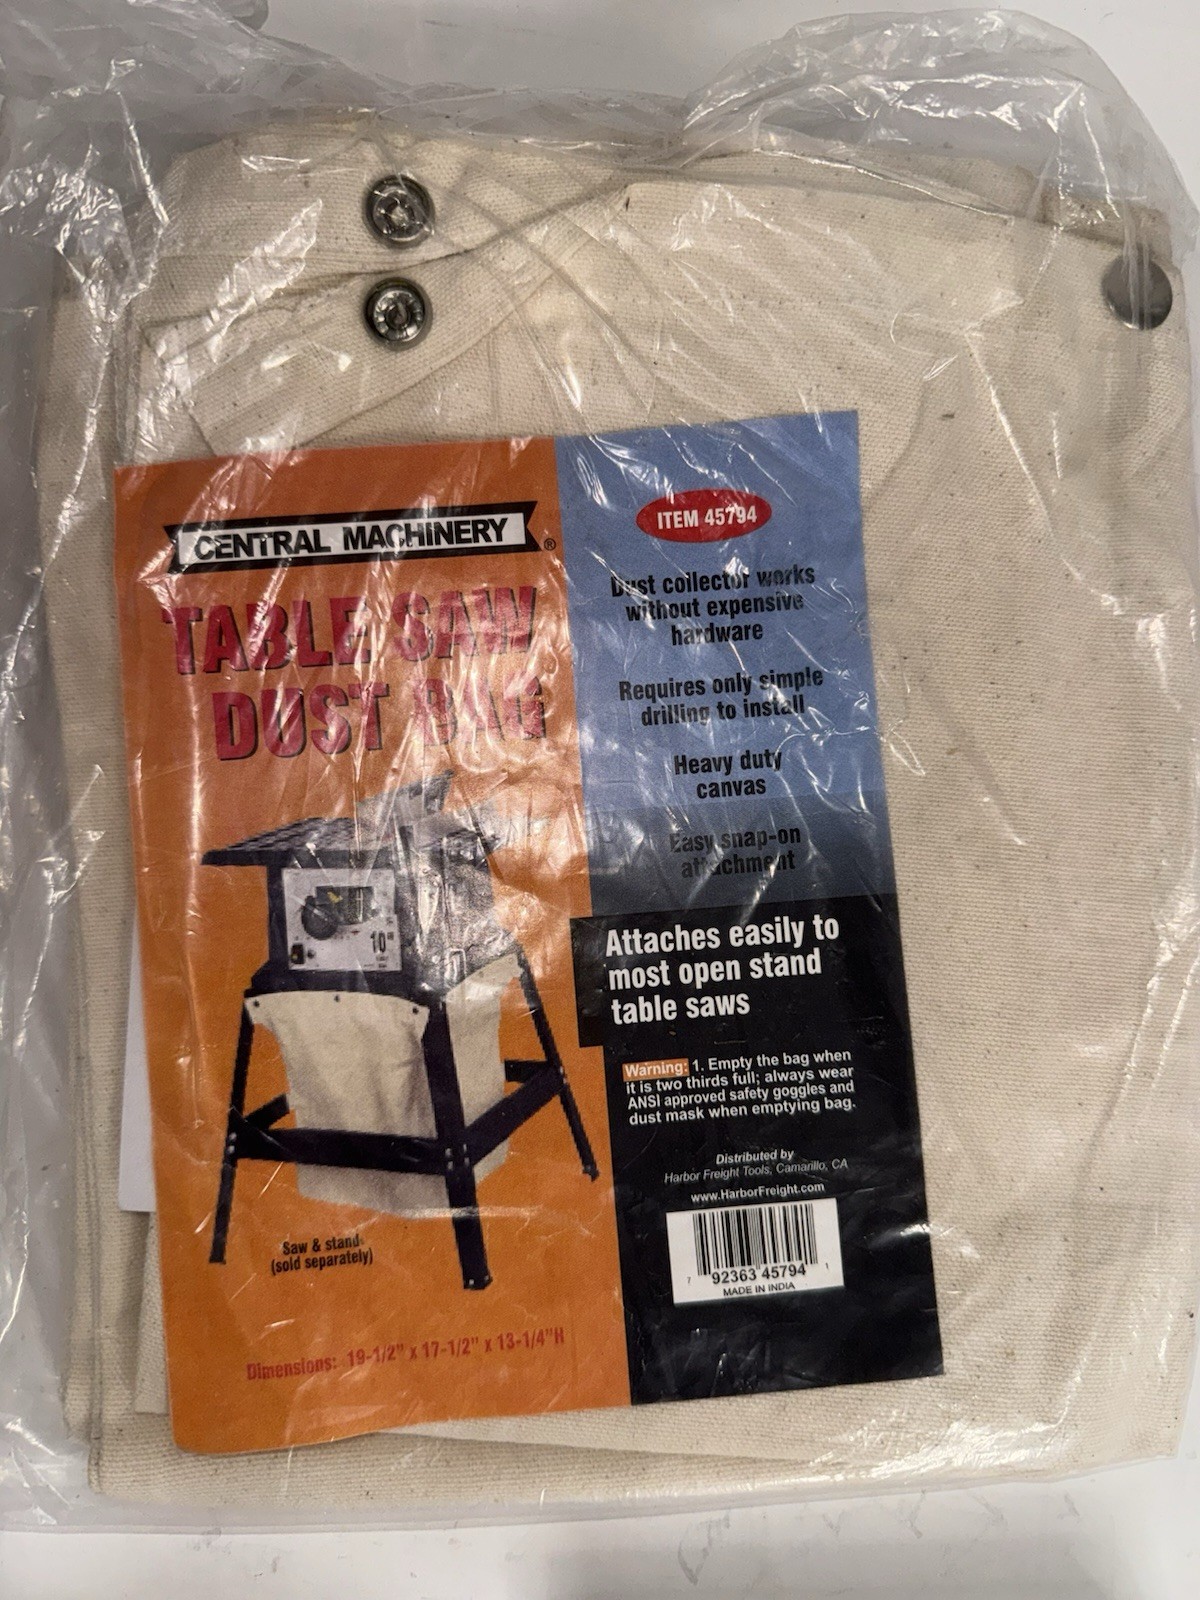 CENTRAL MACHINERY ®
TABLE SAW
DUST BAG
10"
Saw & stand
(sold separately)
Dimensions: 19-1/2" x 17-1/2" x 13-1/4"H
ITEM 45794
Dust collector works
without expensive
hardware
Requires only simple
drilling to install
Heavy duty
canvas
Easy snap-on
attachment
Attaches easily to
most open stand
table saws
Warning: 1. Empty the bag when
it is two thirds full; always wear
ANSI approved safety goggles and
dust mask when emptying bag.
Distributed by
Harbor Freight Tools, Camarillo, CA
www.HarborFreight.com
7 92363 45794 1
MADE IN INDIA